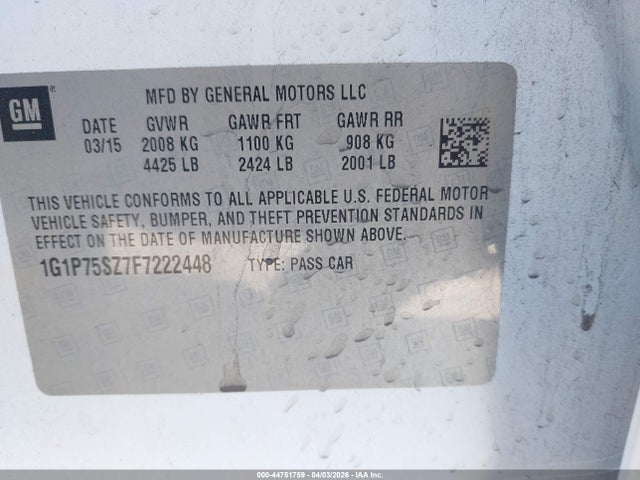 GM
MFD BY GENERAL MOTORS LLC
DATE GVWR GAWR FRT GAWR RR
03/15 2008 KG 1100 KG 908 KG
4425 LB 2424 LB 2001 LB
THIS VEHICLE CONFORMS TO ALL APPLICABLE U.S. FEDERAL MOTOR
VEHICLE SAFETY, BUMPER, AND THEFT PREVENTION STANDARDS IN
EFFECT ON THE DATE OF MANUFACTURE SHOWN ABOVE.
1G1P75SZ7F7222448 TYPE: PASS CAR
000-44751759 04/03/2026 IAA Inc.